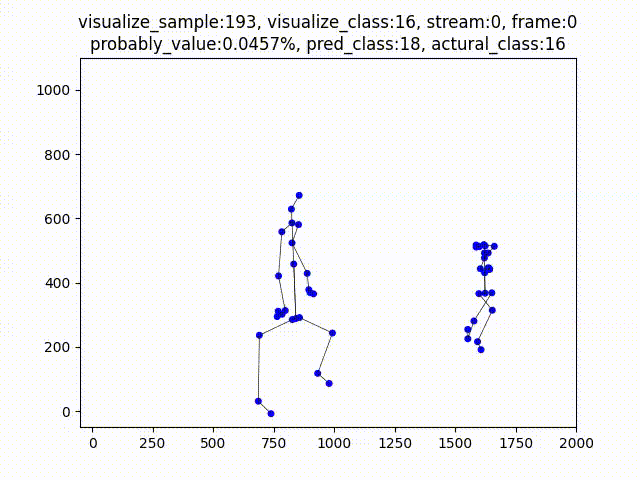 visualize_sample:193, visualize_class:16, stream:0, frame:0
probably_value:0.0457%, pred_class:18, actural_class:16
1000
800
600
400
200
0
0 250 500 750 1000 1250 1500 1750 2000